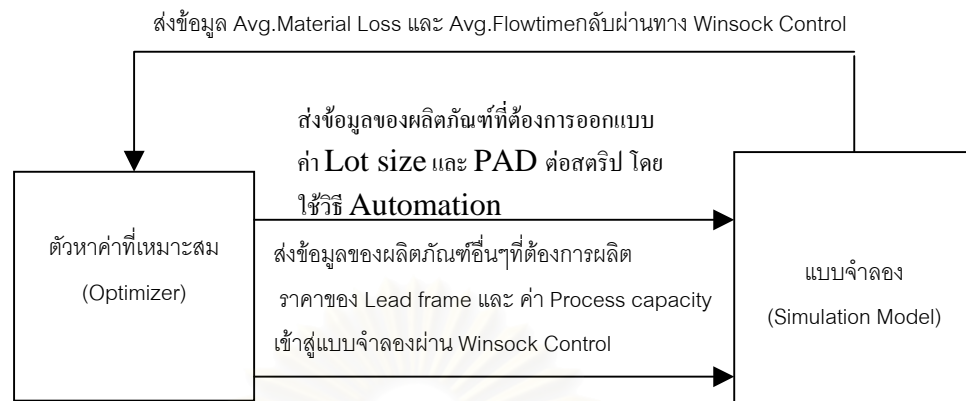 ส่งข้อมูล Avg.Material Loss และ Avg.Flowtimeกลับผ่านทาง Winsock Control
ส่งข้อมูลของผลิตภัณฑ์ที่ต้องการออกแบบ
ค่า Lot size และ PAD ต่อสตริป โดย
ใช้วิธี Automation
ตัวหาค่าที่เหมาะสม
(Optimizer)
ส่งข้อมูลของผลิตภัณฑ์อื่นๆที่ต้องการผลิต
ราคาของ Lead frame และ ค่า Process capacity
เข้าสู่แบบจำลองผ่าน Winsock Control
แบบจำลอง
(Simulation Model)